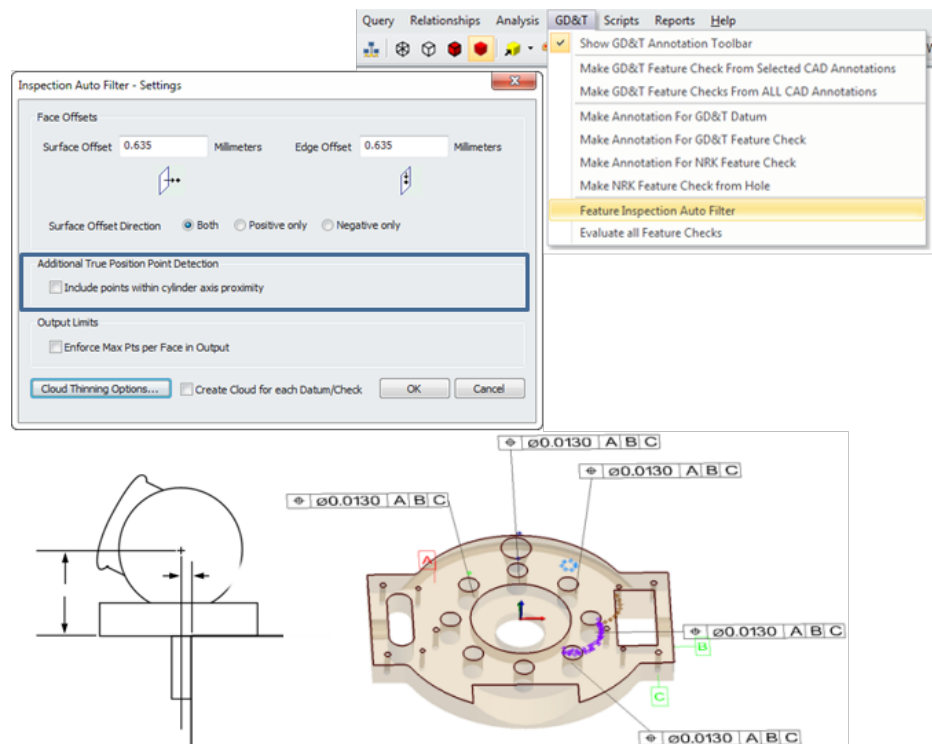 Query Relationships Analysis GD&T Scripts Reports Help
Show GD&T Annotation Toolbar
Make GD&T Feature Check From Selected CAD Annotations
Make GD&T Feature Checks From ALL CAD Annotations
Make Annotation For GD&T Datum
Make Annotation For GD&T Feature Check
Make Annotation For NRK Feature Check
Make NRK Feature Check from Hole
Feature Inspection Auto Filter
Evaluate all Feature Checks
Inspection Auto Filter - Settings
Face Offsets
Surface Offset 0.635 Millimeters Edge Offset 0.635 Millimeters
Surface Offset Direction Both Positive only Negative only
Additional True Position Point Detection
Include points within cylinder axis proximity
Output Limits
Enforce Max Pts per Face in Output
Cloud Thinning Options... Create Cloud for each Datum/Check OK Cancel
⌖ ⌀0.0130 A B C
⌖ ⌀0.0130 A B C
⌖ ⌀0.0130 A B C
A
⌖ ⌀0.0130 A B C
B
C
⌖ ⌀0.0130 A B C